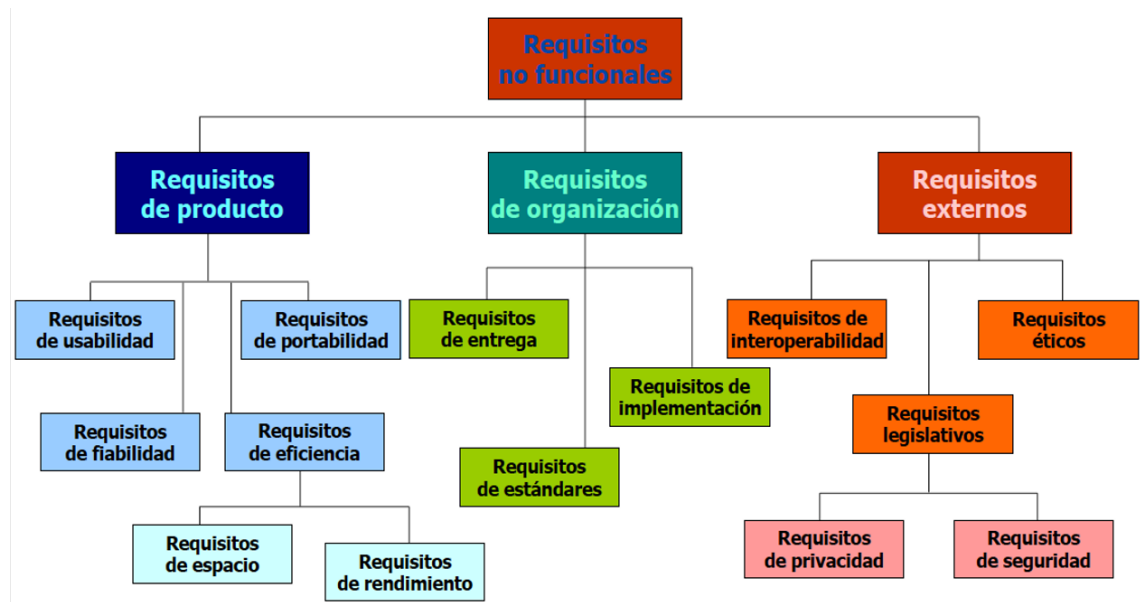 Requisitos
no funcionales
Requisitos
de producto
Requisitos
de organización
Requisitos
externos
Requisitos
de usabilidad
Requisitos
de portabilidad
Requisitos
de entrega
Requisitos de
interoperabilidad
Requisitos
éticos
Requisitos de
implementación
Requisitos
de fiabilidad
Requisitos
de eficiencia
Requisitos
legislativos
Requisitos
de estándares
Requisitos
de espacio
Requisitos
de rendimiento
Requisitos
de privacidad
Requisitos
de seguridad